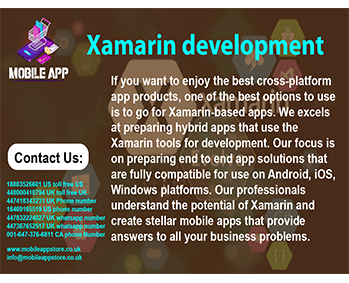 Xamarin development
MOBILE APP
If you want to enjoy the best cross-platform
app products, one of the best options to use
is to go for Xamarin-based apps. We excels
at preparing hybrid apps that use the
Xamarin tools for development. Our focus is
on preparing end to end app solutions that
are fully compatible for use on Android, iOS,
Windows platforms. Our professionals
understand the potential of Xamarin and
create stellar mobile apps that provide
answers to all your business problems.
Contact Us:
18883526601 US toll free US
448000418794 UK toll free UK
447418343231 UK Phone number
16469165519 US phone number
447832224027 UK whatsapp number
447367652517 UK whatsapp number
001-647-376-6811 CA phone Number
www.mobileappstore.co.uk
info@mobileappstore.co.uk